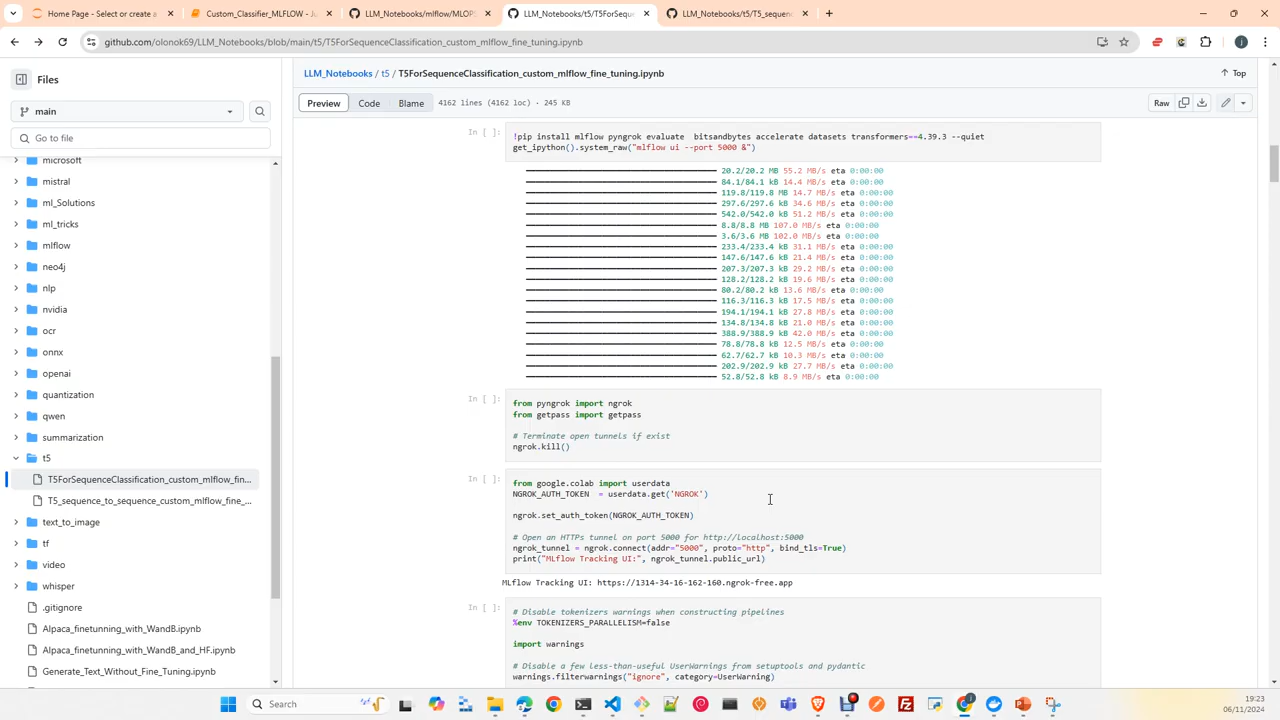 Home Page - Select or create a
Custom_Classifier_MLFLOW - Ju
LLM_Notebooks/mlflow/MLOPS
LLM_Notebooks/t5/T5ForSequen
LLM_Notebooks/t5/T5_sequenc
github.com/olonok69/LLM_Notebooks/blob/main/t5/T5ForSequenceClassification_custom_mlflow_fine_tuning.ipynb
Files
LLM_Notebooks / t5 / T5ForSequenceClassification_custom_mlflow_fine_tuning.ipynb
Top
main
Preview Code Blame 4162 lines (4162 loc) · 245 KB
Raw
Go to file
microsoft
mistral
ml_Solutions
ml_tricks
mlflow
neo4j
nlp
nvidia
ocr
onnx
openai
quantization
qwen
summarization
t5
T5ForSequenceClassification_custom_mlflow_fin...
T5_sequence_to_sequence_custom_mlflow_fine_...
text_to_image
tf
video
whisper
.gitignore
Alpaca_finetunning_with_WandB.ipynb
Alpaca_finetunning_with_WandB_and_HF.ipynb
Generate_Text_Without_Fine_Tuning.ipynb
In [ ]:
!pip install mlflow pyngrok evaluate  bitsandbytes accelerate datasets transformers==4.39.3 --quiet
get_ipython().system_raw("mlflow ui --port 5000 &")
20.2/20.2 MB 55.2 MB/s eta 0:00:00
84.1/84.1 kB 14.4 MB/s eta 0:00:00
119.8/119.8 MB 14.7 MB/s eta 0:00:00
297.6/297.6 kB 34.6 MB/s eta 0:00:00
542.0/542.0 kB 51.2 MB/s eta 0:00:00
8.8/8.8 MB 107.0 MB/s eta 0:00:00
3.6/3.6 MB 102.0 MB/s eta 0:00:00
233.4/233.4 kB 31.1 MB/s eta 0:00:00
147.6/147.6 kB 21.4 MB/s eta 0:00:00
207.3/207.3 kB 29.2 MB/s eta 0:00:00
128.2/128.2 kB 19.6 MB/s eta 0:00:00
80.2/80.2 kB 13.6 MB/s eta 0:00:00
116.3/116.3 kB 17.5 MB/s eta 0:00:00
194.1/194.1 kB 27.8 MB/s eta 0:00:00
134.8/134.8 kB 21.0 MB/s eta 0:00:00
388.9/388.9 kB 42.0 MB/s eta 0:00:00
78.8/78.8 kB 12.5 MB/s eta 0:00:00
62.7/62.7 kB 10.3 MB/s eta 0:00:00
202.9/202.9 kB 27.7 MB/s eta 0:00:00
52.8/52.8 kB 8.9 MB/s eta 0:00:00
In [ ]:
from pyngrok import ngrok
from getpass import getpass
# Terminate open tunnels if exist
ngrok.kill()
In [ ]:
from google.colab import userdata
NGROK_AUTH_TOKEN  = userdata.get('NGROK')
ngrok.set_auth_token(NGROK_AUTH_TOKEN)
# Open an HTTPs tunnel on port 5000 for http://localhost:5000
ngrok_tunnel = ngrok.connect(addr="5000", proto="http", bind_tls=True)
print("MLflow Tracking UI:", ngrok_tunnel.public_url)
MLflow Tracking UI: https://1314-34-16-162-160.ngrok-free.app
In [ ]:
# Disable tokenizers warnings when constructing pipelines
%env TOKENIZERS_PARALLELISM=false
import warnings
# Disable a few less-than-useful UserWarnings from setuptools and pydantic
warnings.filterwarnings("ignore", category=UserWarning)
Search
19:23
06/11/2024